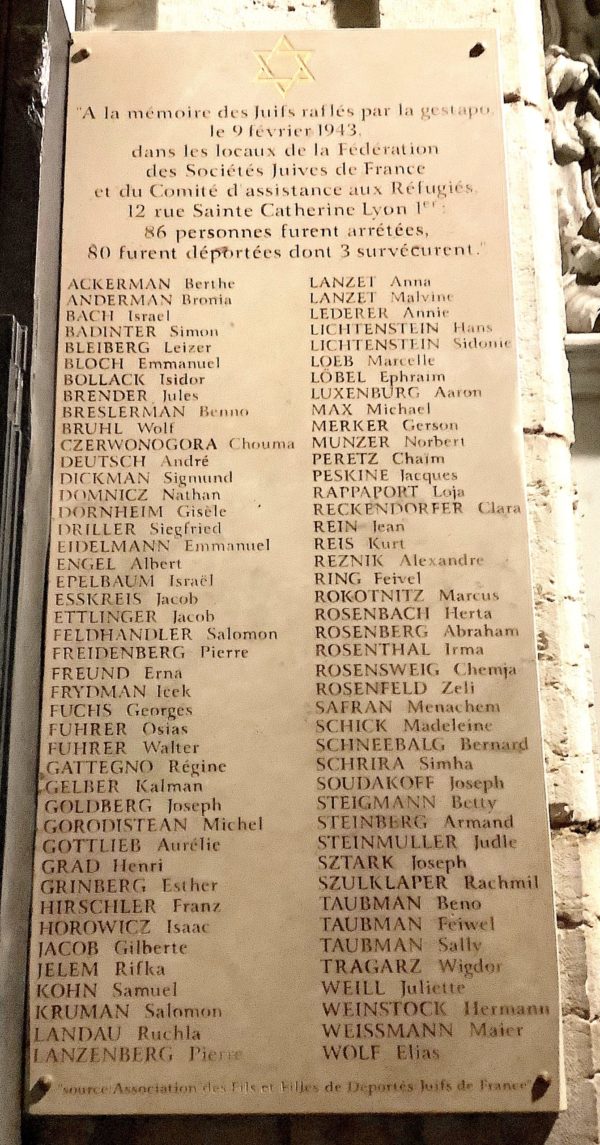 "A la mémoire des Juifs raflés par la gestapo,
le 9 février 1943,
dans les locaux de la Fédération
des Sociétés Juives de France
et du Comité d'assistance aux Réfugiés,
12 rue Sainte Catherine Lyon 1er :
86 personnes furent arrêtées,
80 furent déportées dont 3 survécurent."
ACKERMAN Berthe
ANDERMAN Bronia
BACH Israel
BADINTER Simon
BLEIBERG Leizer
BLOCH Emmanuel
BOLLACK Isidor
BRENDER Jules
BRESLERMAN Benno
BRUHL Wolf
CZERWONOGORA Chouma
DEUTSCH André
DICKMAN Sigmund
DOMNICZ Nathan
DORNHEIM Gisèle
DRILLER Siegfried
EIDELMANN Emmanuel
ENGEL Albert
EPELBAUM Israël
ESSKREIS Jacob
ETTLINGER Jacob
FELDHANDLER Salomon
FREIDENBERG Pierre
FREUND Erna
FRYDMAN Icek
FUCHS Georges
FUHRER Osias
FUHRER Walter
GATTEGNO Régine
GELBER Kalman
GOLDBERG Joseph
GORODISTEAN Michel
GOTTLIEB Aurélie
GRAD Henri
GRINBERG Esther
HIRSCHLER Franz
HOROWICZ Isaac
JACOB Gilberte
JELEM Rifka
KOHN Samuel
KRUMAN Salomon
LANDAU Ruchla
LANZENBERG Pierre
LANZET Anna
LANZET Malvine
LEDERER Annie
LICHTENSTEIN Hans
LICHTENSTEIN Sidonie
LOEB Marcelle
LÖBEL Ephraim
LUXENBURG Aaron
MAX Michael
MERKER Gerson
MUNZER Norbert
PERETZ Chaïm
PESKINE Jacques
RAPPAPORT Loja
RECKENDORFER Clara
REIN Jean
REIS Kurt
REZNIK Alexandre
RING Feivel
ROKOTNITZ Marcus
ROSENBACH Herta
ROSENBERG Abraham
ROSENTHAL Irma
ROSENSWEIG Chemja
ROSENFELD Zeli
SAFRAN Menachem
SCHICK Madeleine
SCHNEEBALG Bernard
SCHRIRA Simha
SOUDAKOFF Joseph
STEIGMANN Betty
STEINBERG Armand
STEINMULLER Judle
SZTARK Joseph
SZULKLAPER Rachmil
TAUBMAN Beno
TAUBMAN Feiwel
TAUBMAN Sally
TRAGARZ Wigdor
WEILL Juliette
WEINSTOCK Hermann
WEISSMANN Maier
WOLF Elias
"source:Association des Fils et Filles de Déportés Juifs de France"